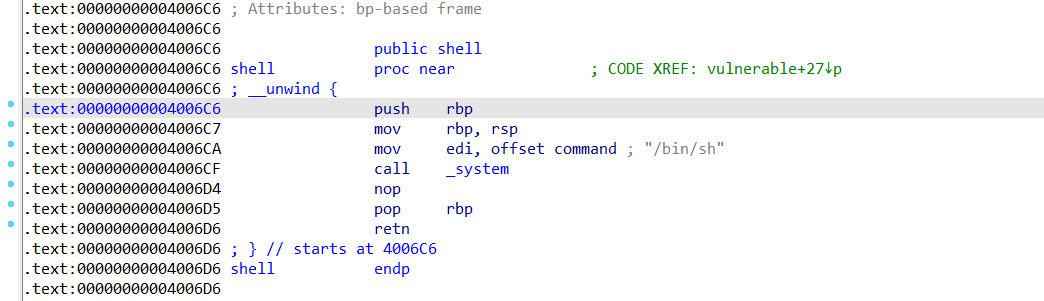 .text:00000000004006C6 ; Attributes: bp-based frame
.text:00000000004006C6
.text:00000000004006C6 public shell
.text:00000000004006C6 shell proc near ; CODE XREF: vulnerable+27↓p
.text:00000000004006C6 ; __unwind {
.text:00000000004006C6 push rbp
.text:00000000004006C7 mov rbp, rsp
.text:00000000004006CA mov edi, offset command ; "/bin/sh"
.text:00000000004006CF call _system
.text:00000000004006D4 nop
.text:00000000004006D5 pop rbp
.text:00000000004006D6 retn
.text:00000000004006D6 ; } // starts at 4006C6
.text:00000000004006D6 shell endp
.text:00000000004006D6